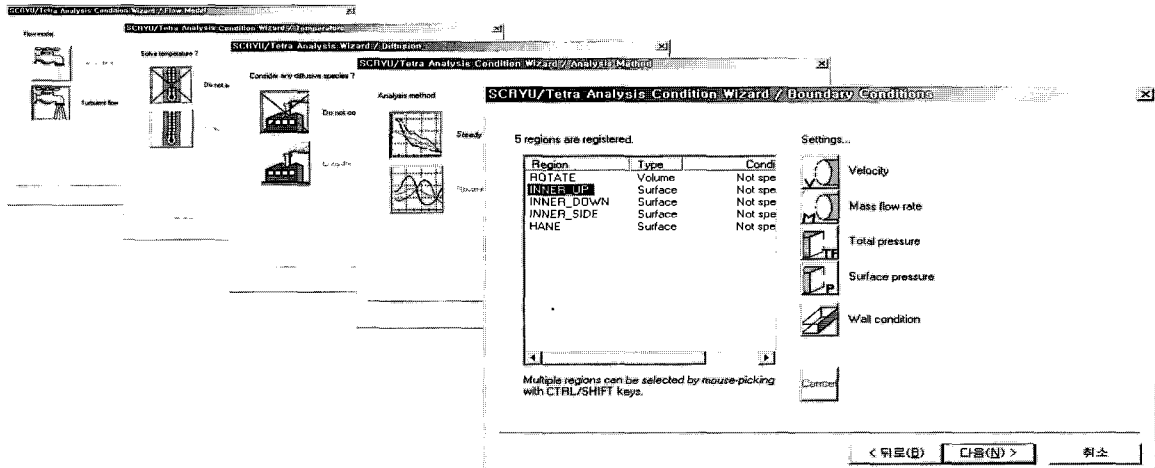 SCRYU/Tetra Analysis Condition Wizard / Flow Model
Flow model
Turbulent flow
SCRYU/Tetra Analysis Condition Wizard / Temperature
Solve temperature ?
Do not
SCRYU/Tetra Analysis Wizard / Diffusion
Consider any diffusive species ?
Do not co
SCRYU/Tetra Analysis Condition Wizard / Analysis Method
Analysis method
Steady
SCRYU/Tetra Analysis Condition Wizard / Boundary Conditions
5 regions are registered.
Region Type Condi
ROTATE Volume Not spe
INNER_UP Surface Not spe
INNER_DOWN Surface Not spe
INNER_SIDE Surface Not spe
HANE Surface Not spe
Multiple regions can be selected by mouse-picking
with CTRL/SHIFT keys.
Settings...
V Velocity
M Mass flow rate
Total pressure
P Surface pressure
Wall condition
Cancel
< 뒤로(B) 다음(N) > 취소